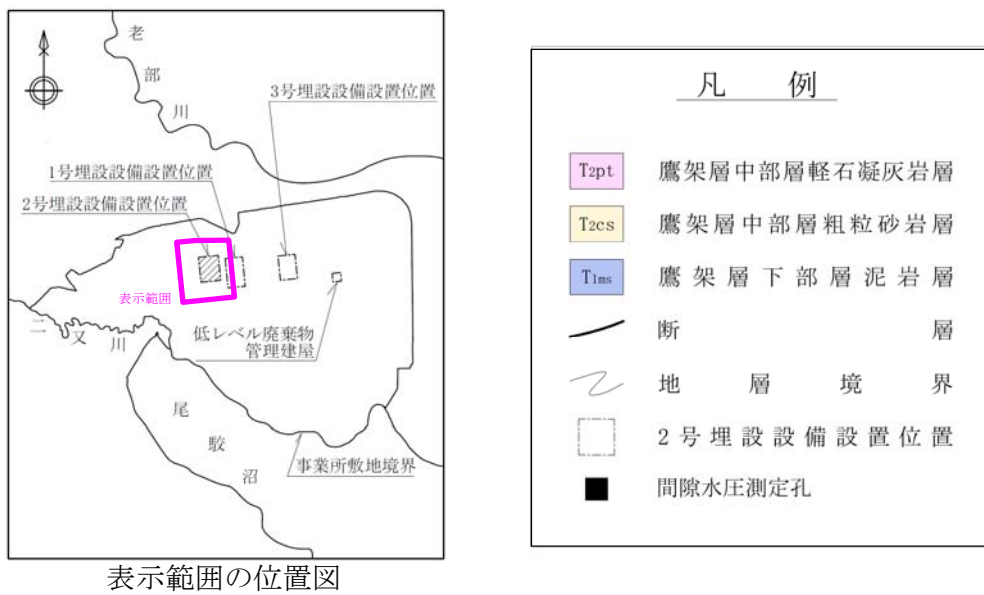 老部川
3号埋設設備設置位置
1号埋設設備設置位置
2号埋設設備設置位置
表示範囲
二又川
低レベル廃棄物
管理建屋
尾駮沼
事業所敷地境界
表示範囲の位置図
凡 例
T2pt 鷹架層中部層軽石凝灰岩層
T2cs 鷹架層中部層粗粒砂岩層
T1ms 鷹架層下部層泥岩層
断層
地層境界
2号埋設設備設置位置
間隙水圧測定孔